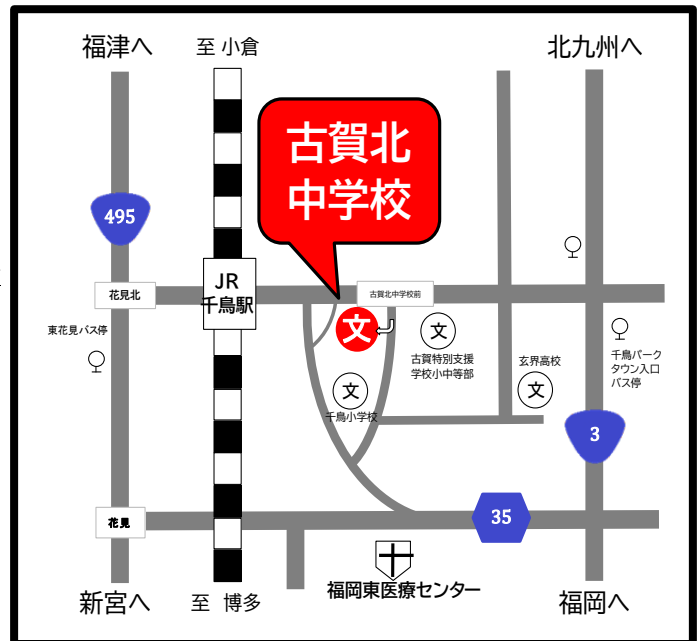 福津へ
至 小倉
北九州へ
古賀北
中学校
495
JR
千鳥駅
花見北
古賀北中学校前
東花見バス停
文
文
古賀特別支援
学校小中等部
玄界高校
文
千鳥パーク
タウン入口
バス停
文
千鳥小学校
3
花見
35
福岡東医療センター
新宮へ
至 博多
福岡へ